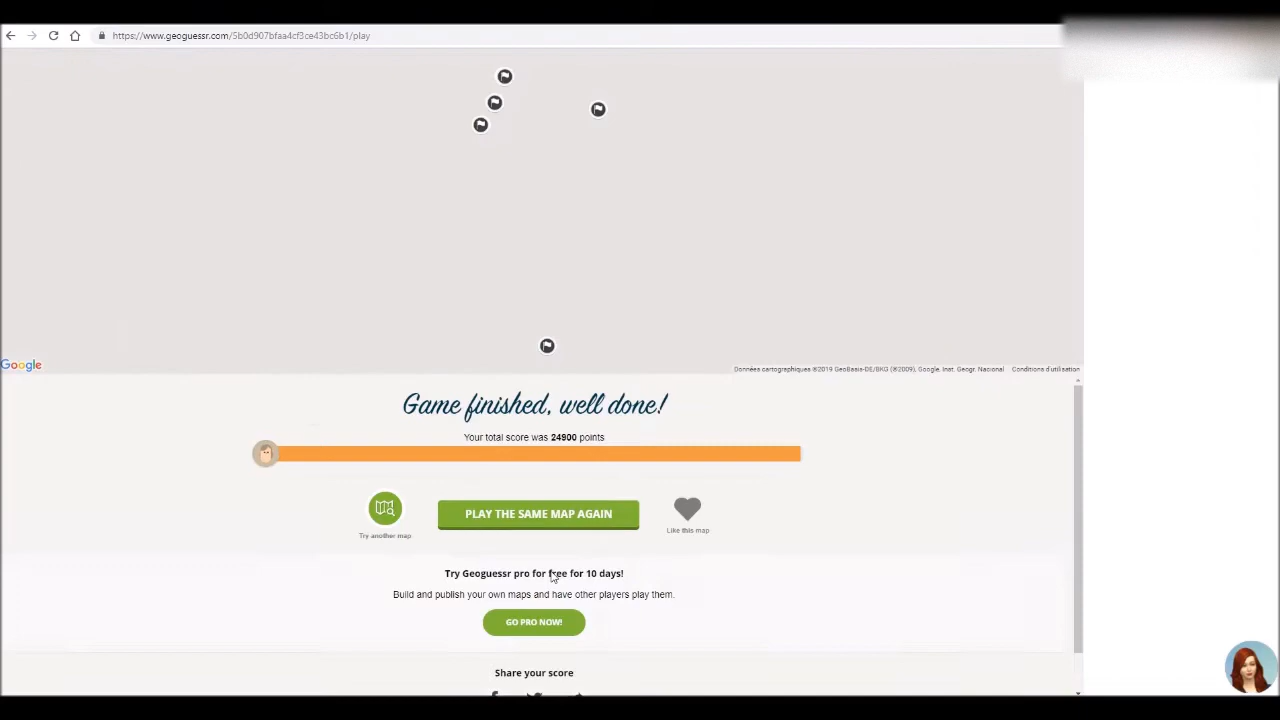 https://www.geoguessr.com/5b0d907bfaa4cf3ce43bc6b1/play
Google
Données cartographiques ©2019 GeoBasis-DE/BKG (©2009), Google, Inst. Geogr. Nacional
Conditions d'utilisation
Game finished, well done!
Your total score was 24900 points
PLAY THE SAME MAP AGAIN
Try another map
Like this map
Try Geoguessr pro for free for 10 days!
Build and publish your own maps and have other players play them.
GO PRO NOW!
Share your score